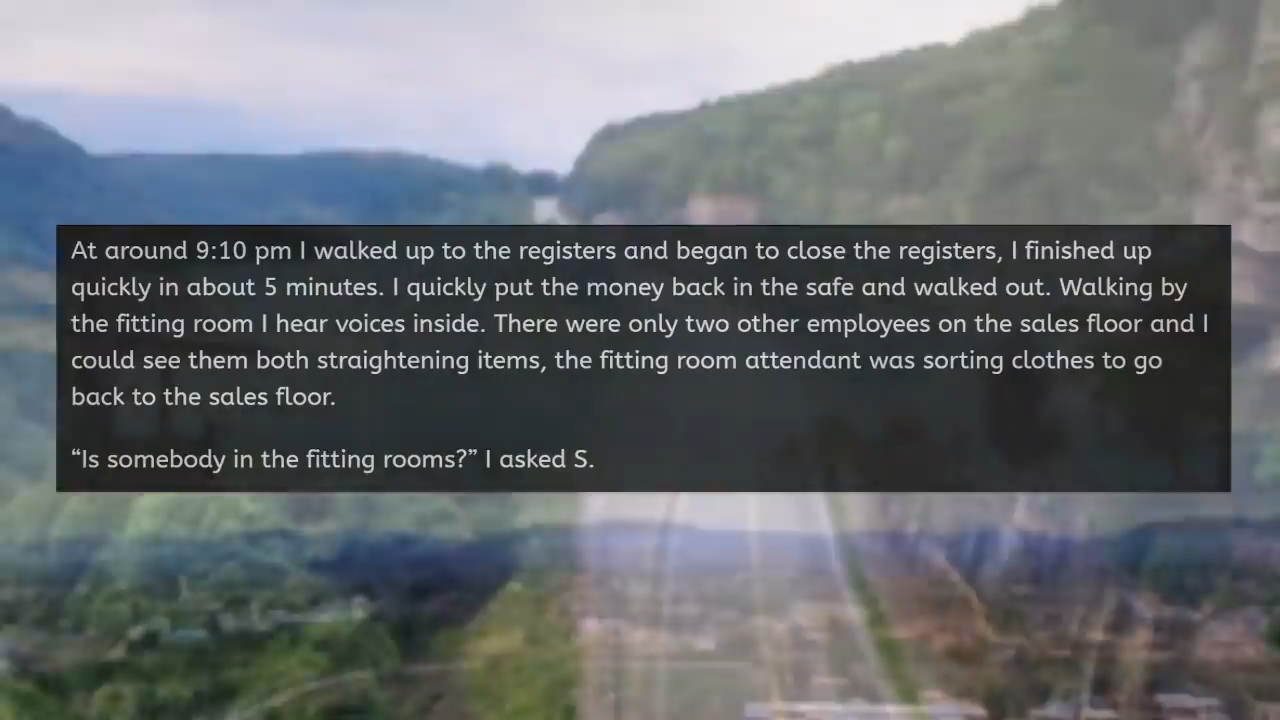 At around 9:10 pm I walked up to the registers and began to close the registers, I finished up
quickly in about 5 minutes. I quickly put the money back in the safe and walked out. Walking by
the fitting room I hear voices inside. There were only two other employees on the sales floor and I
could see them both straightening items, the fitting room attendant was sorting clothes to go
back to the sales floor.
“Is somebody in the fitting rooms?” I asked S.